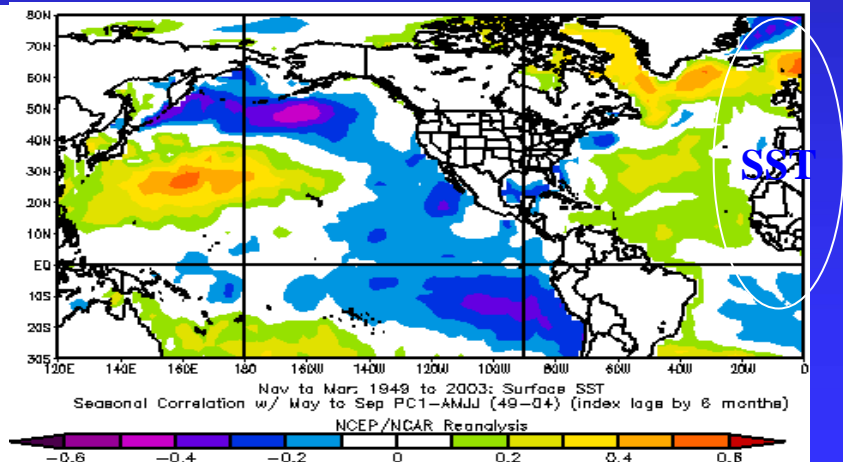 80N
70N
60N
50N
40N
30N
20N
10N
EQ
10S
20S
30S
SST
120E 140E 160E 180 160W 140W 120W 100W 80W 60W 40W 20W 0
Nov to Mar: 1949 to 2003: Surface SST
Seasonal Correlation w/ May to Sep PC1-AMJJ (49-04) (index lags by 6 months)
NCEP/NCAR Reanalysis
-0.6 -0.4 -0.2 0 0.2 0.4 0.6